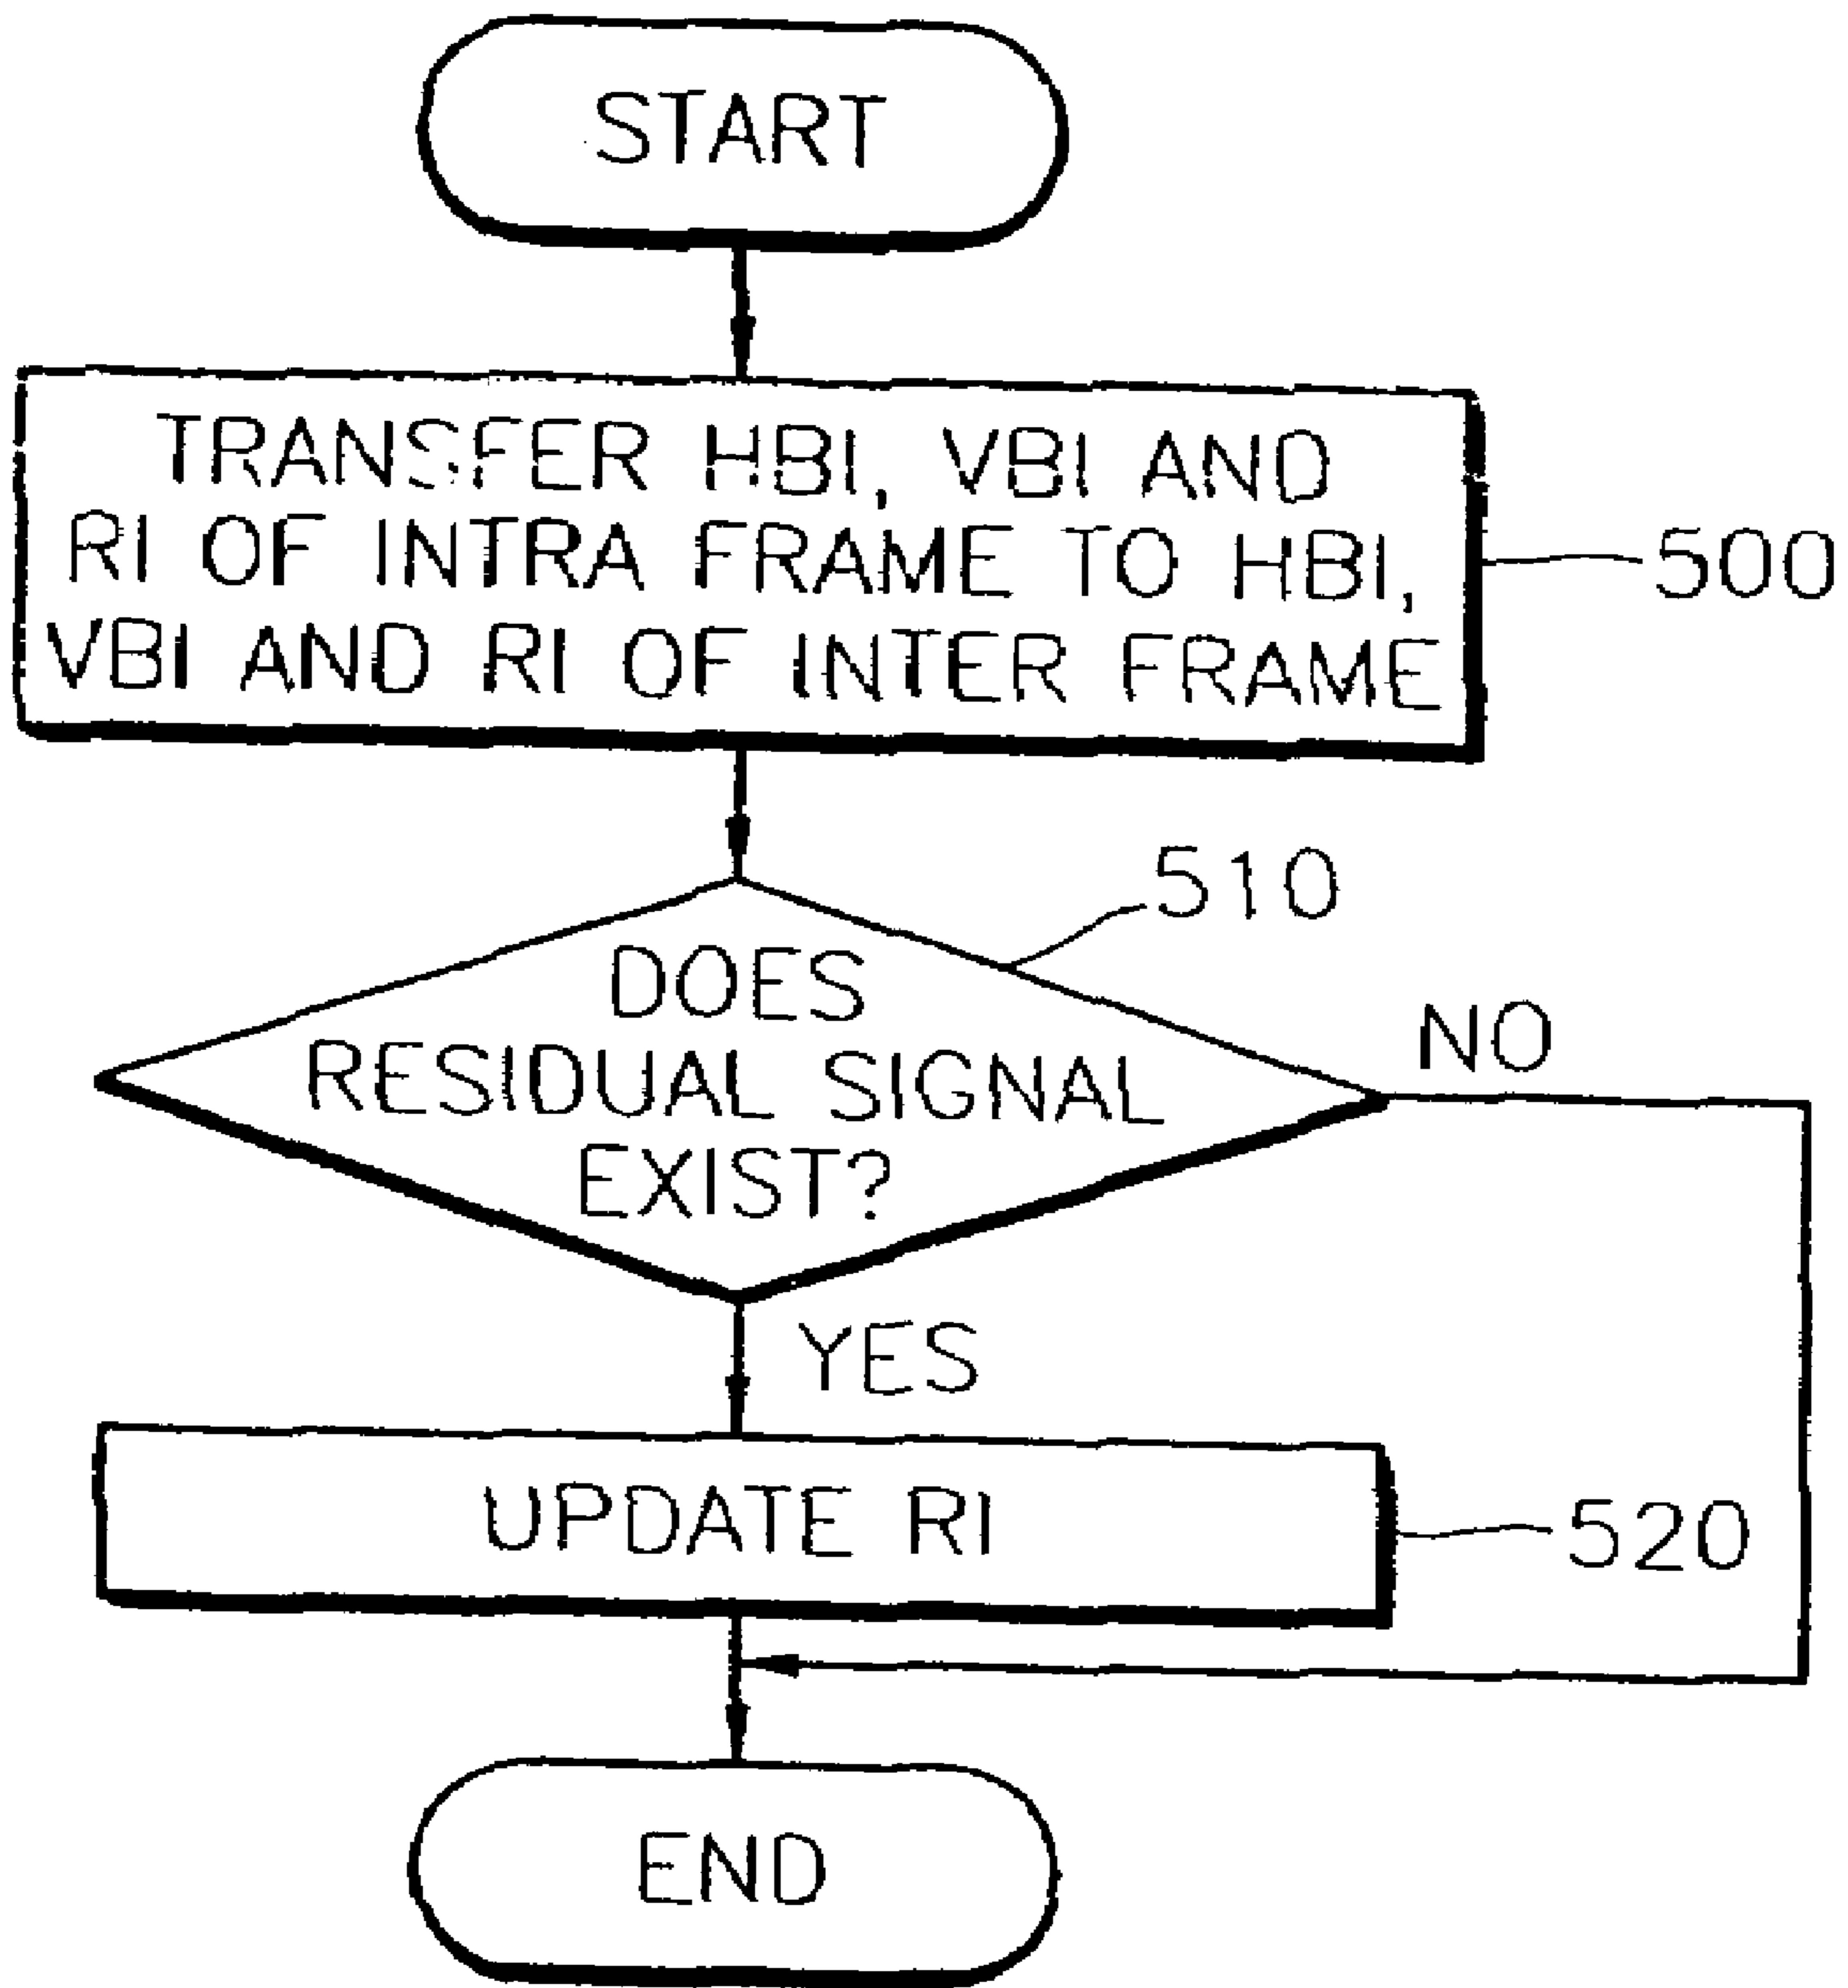 START
TRANSFER HBI, VBI AND
RI OF INTRA FRAME TO HBI,
VBI AND RI OF INTER FRAME
500
510
DOES
RESIDUAL SIGNAL
EXIST?
NO
YES
UPDATE RI
520
END